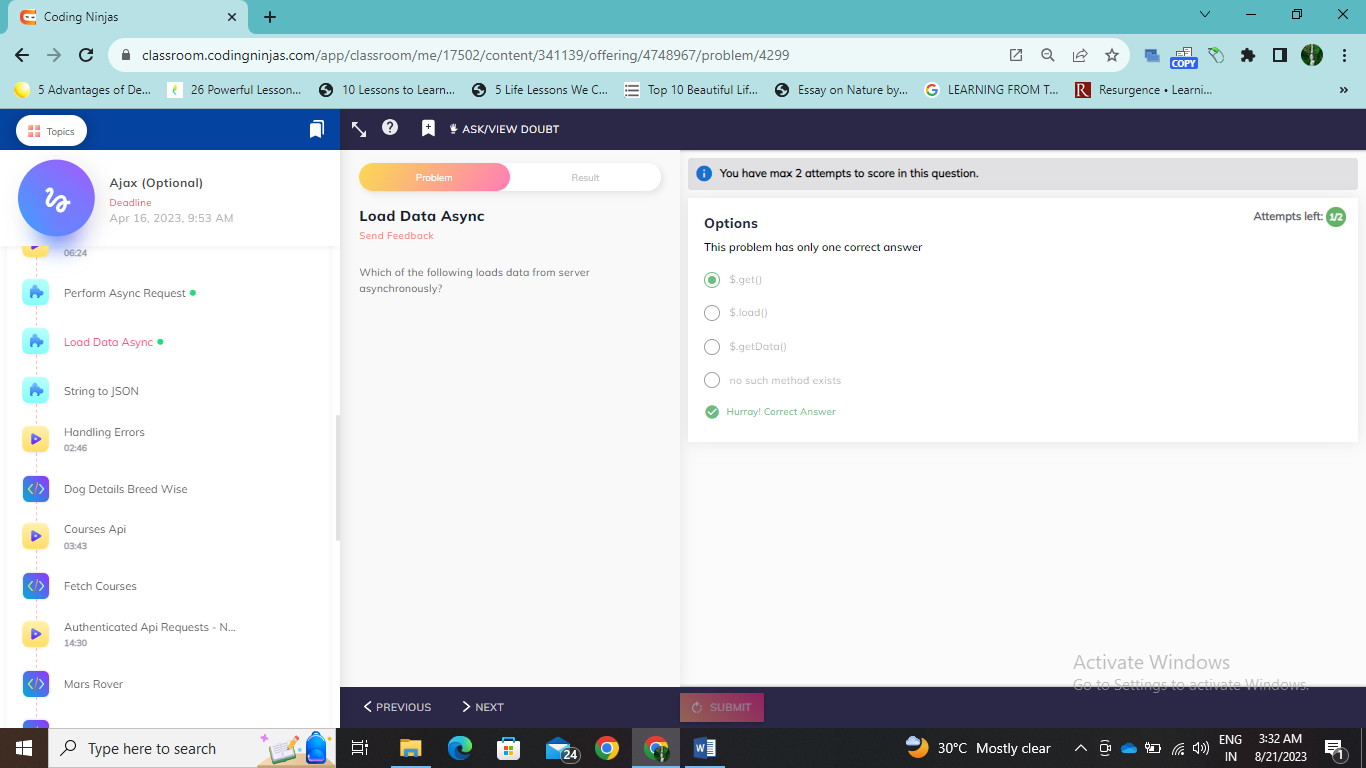 Coding Ninjas
classroom.codingninjas.com/app/classroom/me/17502/content/341139/offering/4748967/problem/4299
COPY
5 Advantages of De...
26 Powerful Lesson...
10 Lessons to Learn...
5 Life Lessons We C...
Top 10 Beautiful Lif...
Essay on Nature by...
LEARNING FROM T...
Resurgence • Learni...
»
Topics
ASK/VIEW DOUBT
Ajax (Optional)
Deadline
Apr 16, 2023, 9:53 AM
06:24
Perform Async Request
Load Data Async
String to JSON
Handling Errors
02:46
Dog Details Breed Wise
Courses Api
03:43
Fetch Courses
Authenticated Api Requests - N...
14:30
Mars Rover
Problem
Result
Load Data Async
Send Feedback
Which of the following loads data from server
asynchronously?
You have max 2 attempts to score in this question.
Options
Attempts left: 1/2
This problem has only one correct answer
$.get()
$.load()
$.getData()
no such method exists
Hurray! Correct Answer
Activate Windows
Go to Settings to activate Windows.
PREVIOUS
NEXT
SUBMIT
Type here to search
24
30°C Mostly clear
ENG
IN
3:32 AM
8/21/2023
1